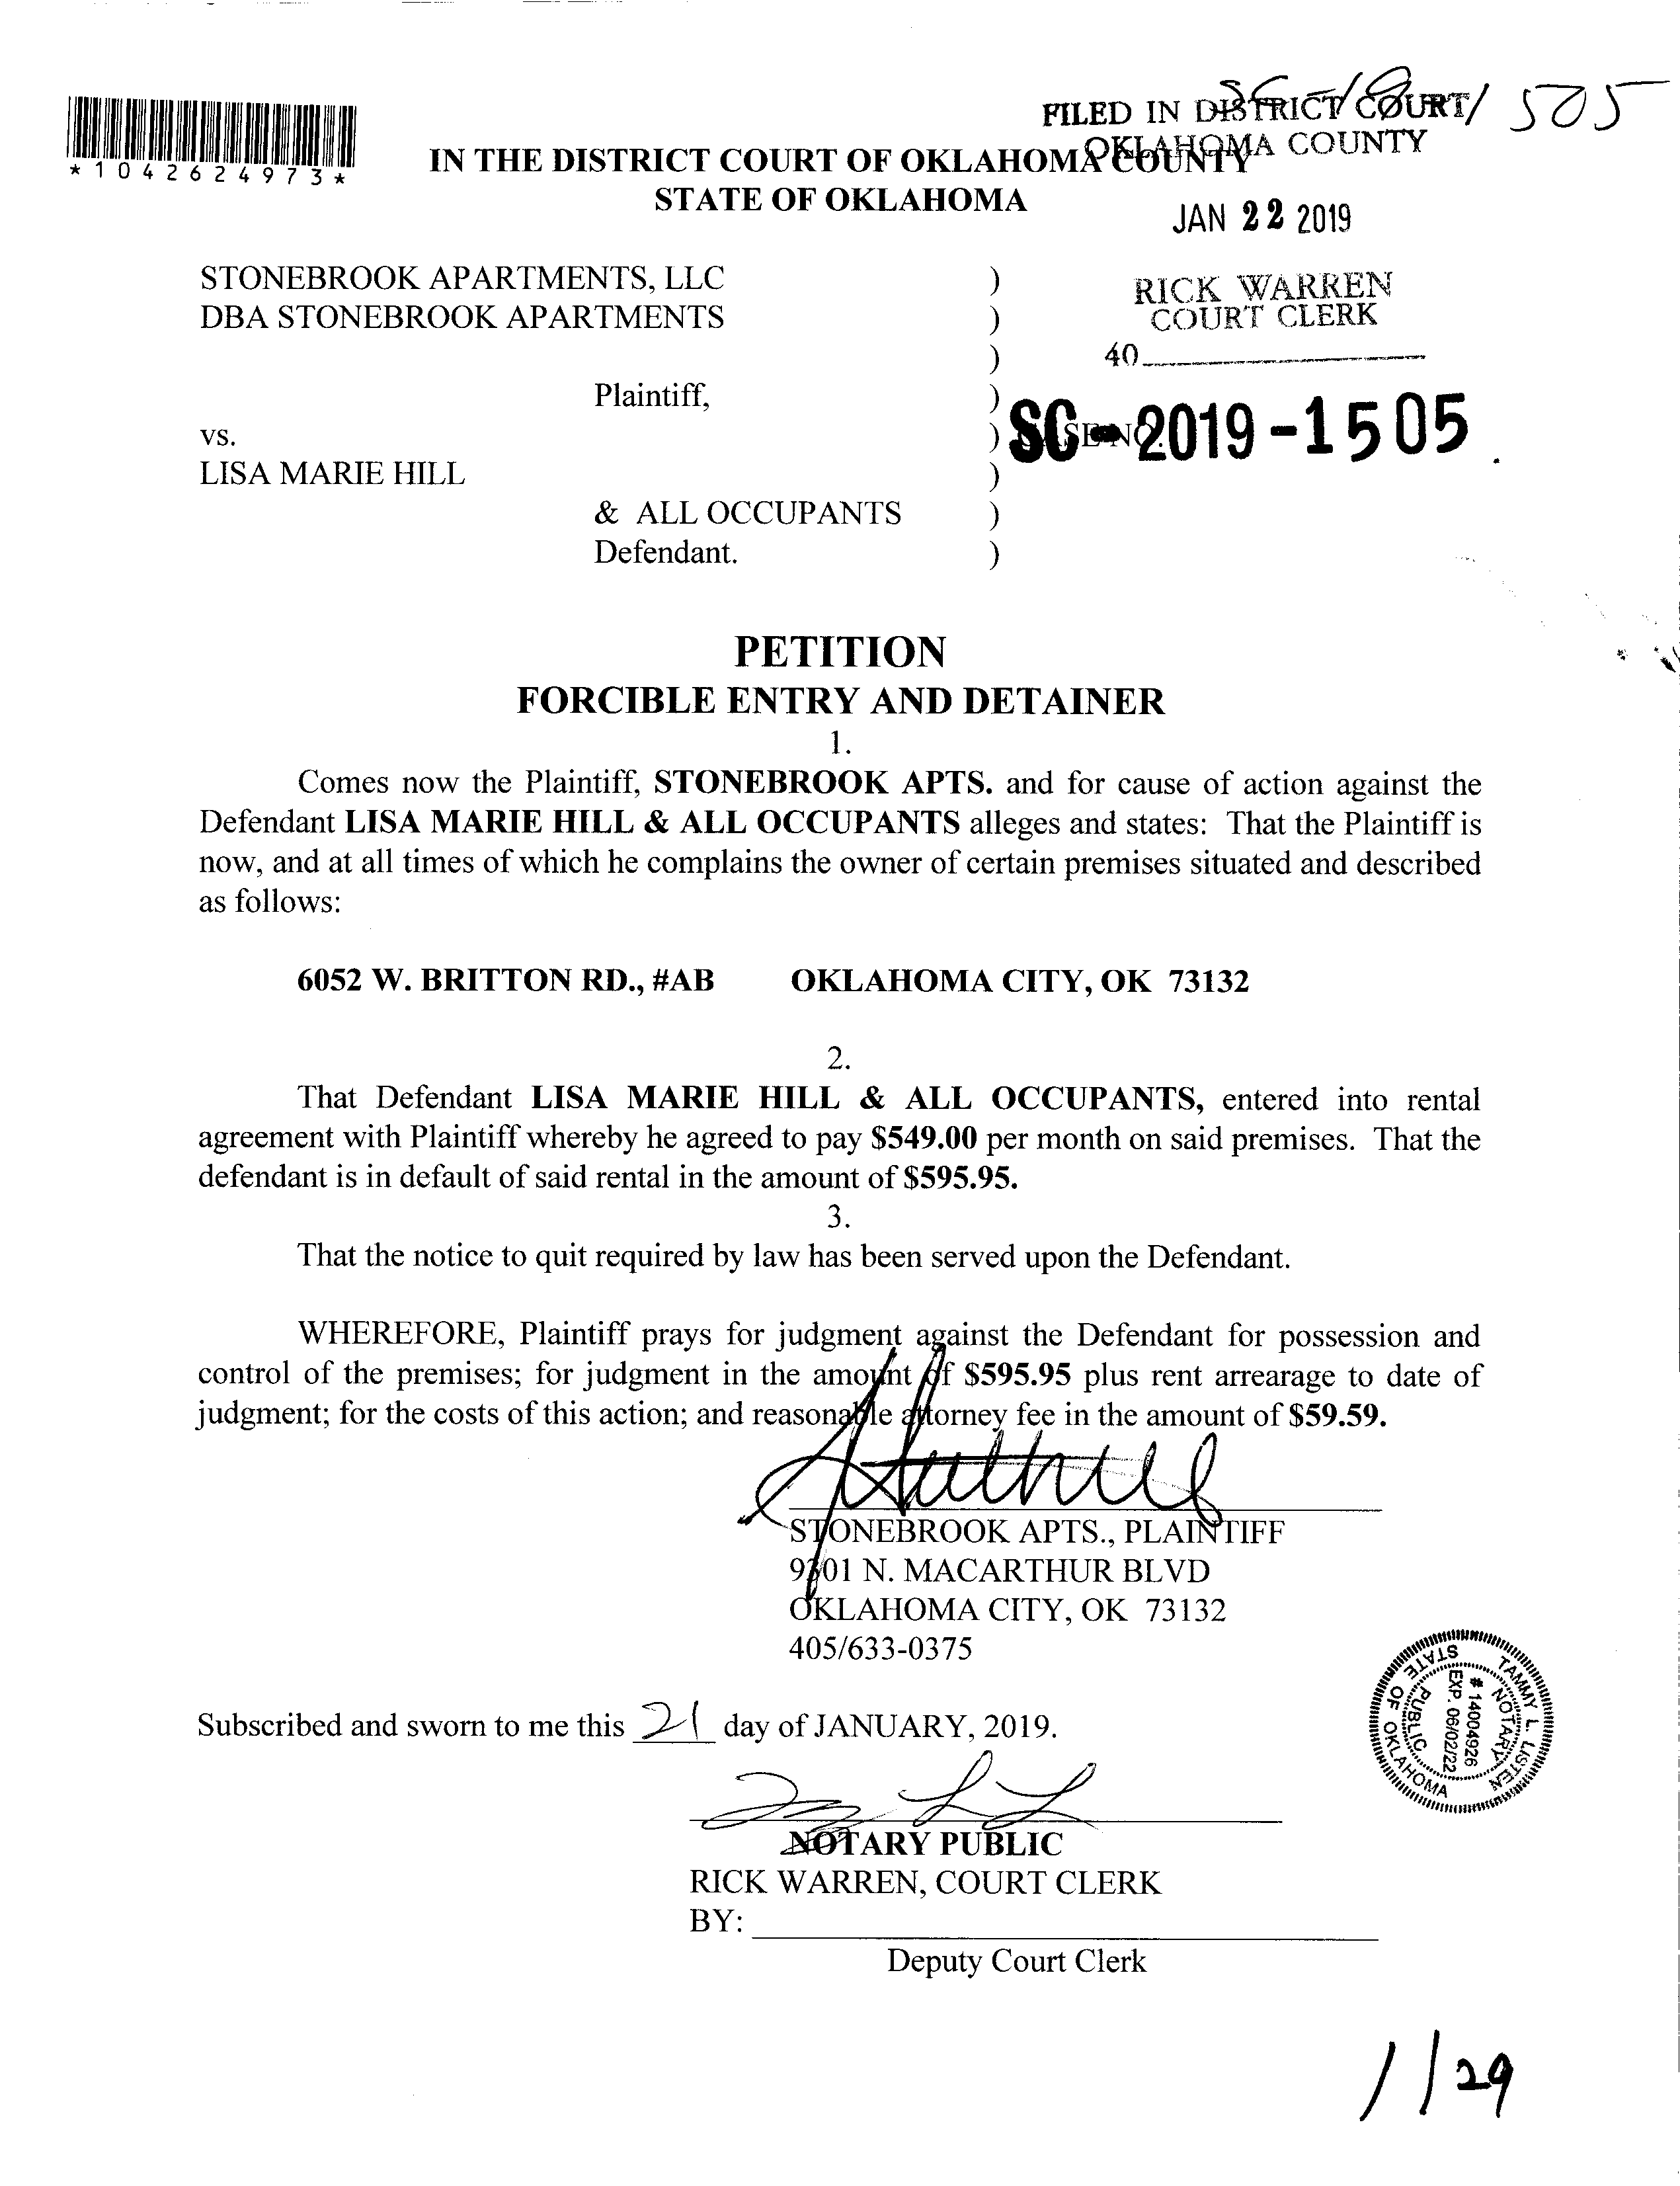 SC-19-1505
FILED IN DISTRICT COURT
OKLAHOMA COUNTY
*1042624973*
IN THE DISTRICT COURT OF OKLAHOMA COUNTY
STATE OF OKLAHOMA
JAN 22 2019
STONEBROOK APARTMENTS, LLC )
DBA STONEBROOK APARTMENTS )
)
RICK WARREN
COURT CLERK
40
Plaintiff, )
vs. ) CASE NO. SC-2019-1505.
LISA MARIE HILL )
& ALL OCCUPANTS )
Defendant. )
PETITION
FORCIBLE ENTRY AND DETAINER
1.
Comes now the Plaintiff, STONEBROOK APTS. and for cause of action against the
Defendant LISA MARIE HILL & ALL OCCUPANTS alleges and states: That the Plaintiff is
now, and at all times of which he complains the owner of certain premises situated and described
as follows:
6052 W. BRITTON RD., #AB OKLAHOMA CITY, OK 73132
2.
That Defendant LISA MARIE HILL & ALL OCCUPANTS, entered into rental
agreement with Plaintiff whereby he agreed to pay $549.00 per month on said premises. That the
defendant is in default of said rental in the amount of $595.95.
3.
That the notice to quit required by law has been served upon the Defendant.
WHEREFORE, Plaintiff prays for judgment against the Defendant for possession and
control of the premises; for judgment in the amount of $595.95 plus rent arrearage to date of
judgment; for the costs of this action; and reasonable attorney fee in the amount of $59.59.
STONEBROOK APTS., PLAINTIFF
N. MACARTHUR BLVD
OKLAHOMA CITY, OK 73132
405/633-0375
Subscribed and sworn to me this 21 day of JANUARY, 2019.
TAMMY L. LISTEN
NOTARY
# 14004926
EXP. 06/02/22
PUBLIC
STATE OF OKLAHOMA
NOTARY PUBLIC
RICK WARREN, COURT CLERK
BY:
Deputy Court Clerk
1/29